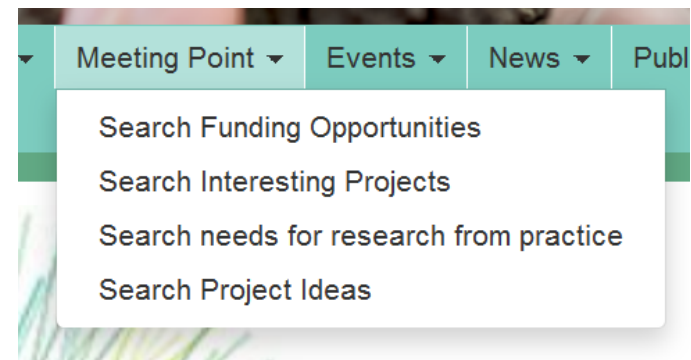 Meeting Point Events News Publ
Search Funding Opportunities
Search Interesting Projects
Search needs for research from practice
Search Project Ideas